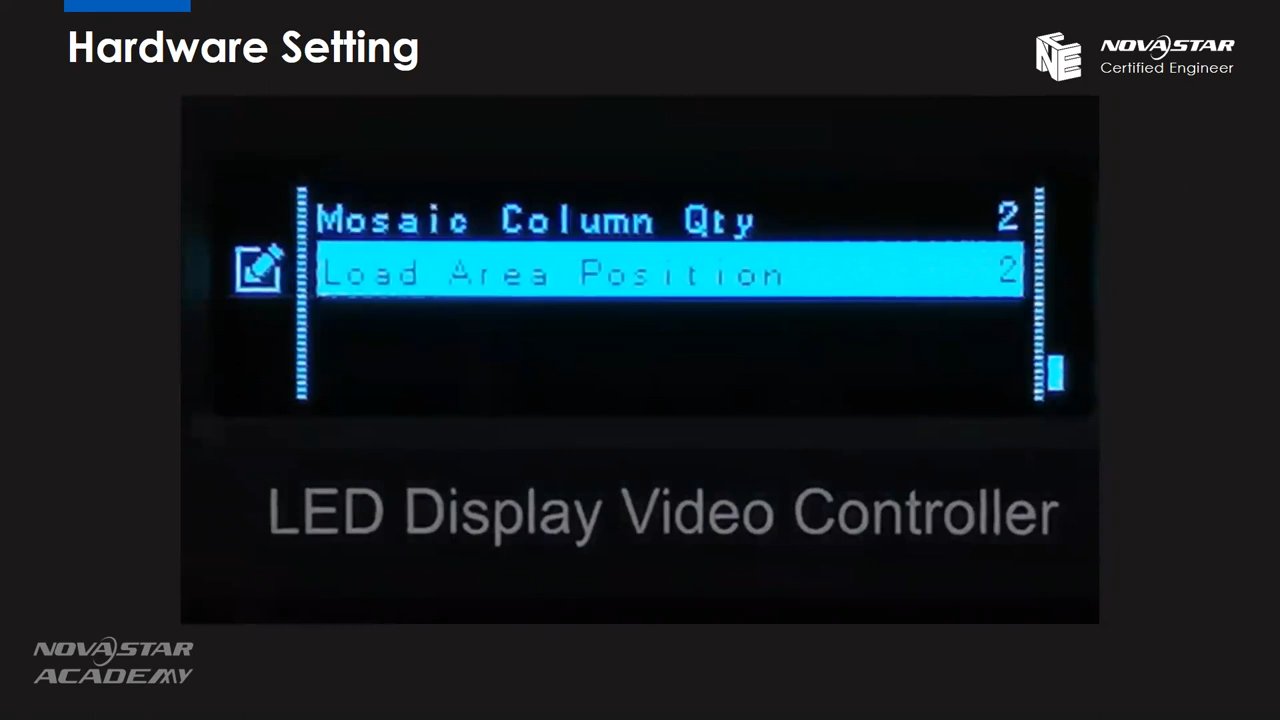 Hardware Setting
NE
NOVASTAR
Certified Engineer
Mosaic Column Qty 2
Load Area Position 2
LED Display Video Controller
NOVASTAR
ACADEMY